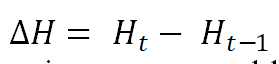 ΔH = H_t − H_{t−1}